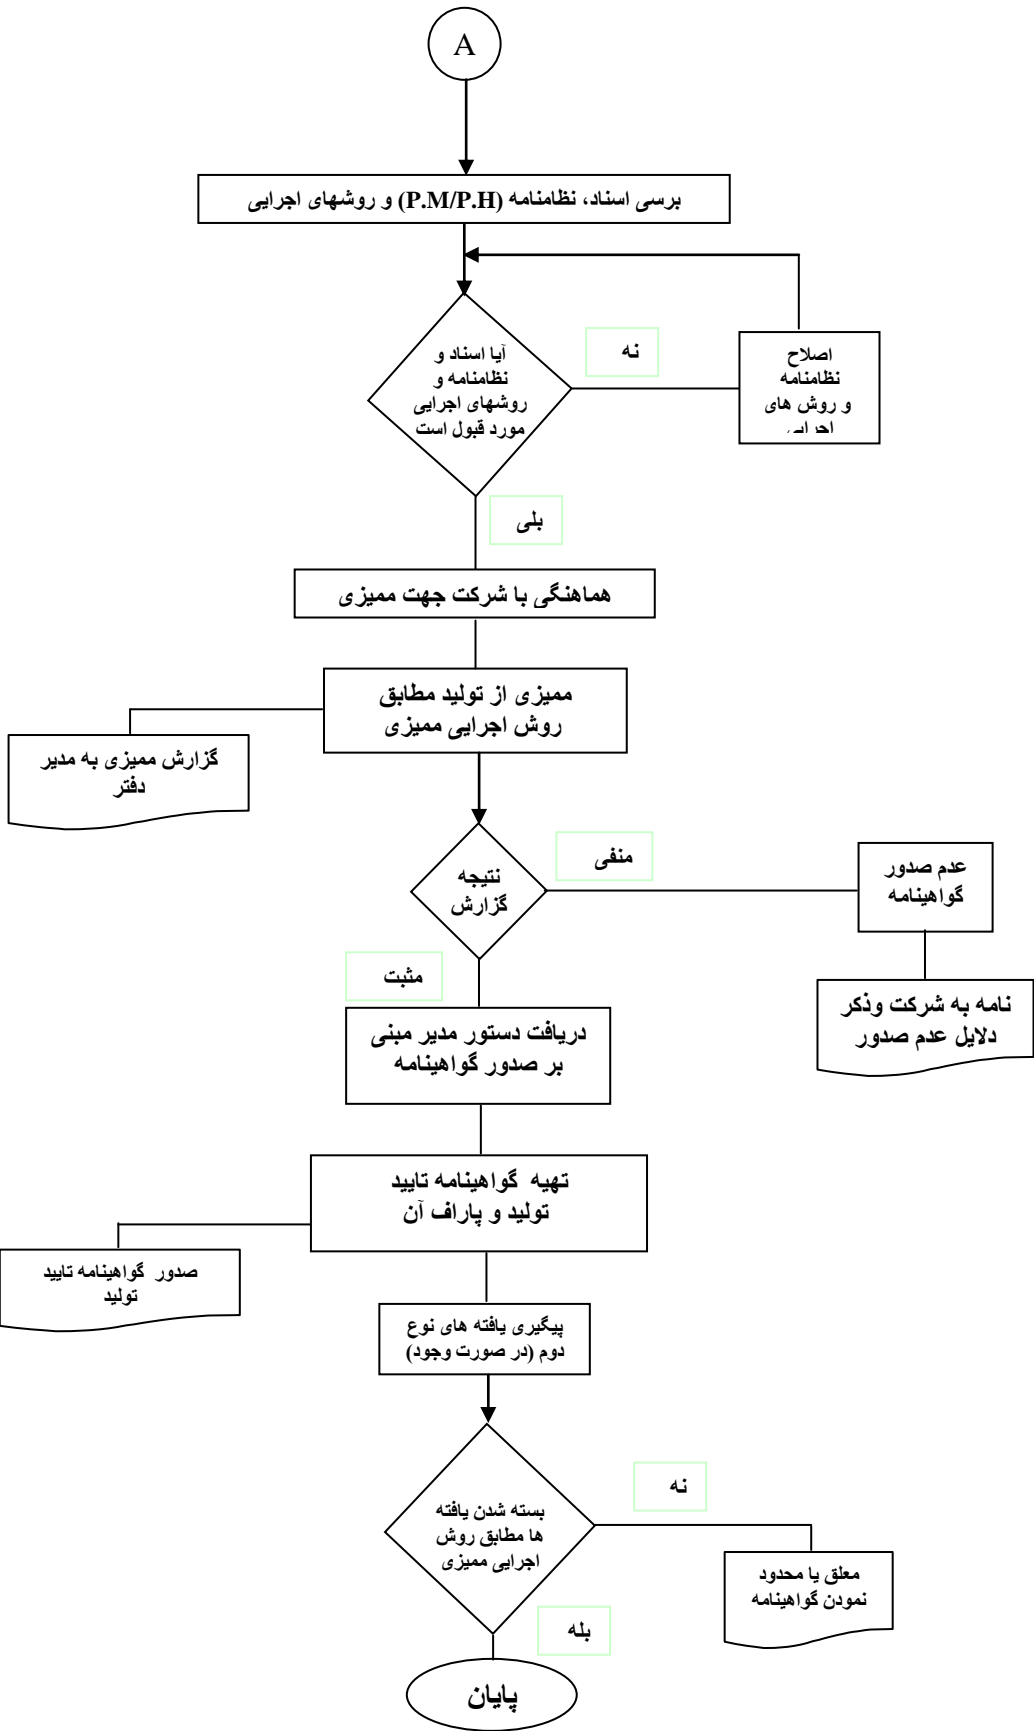 A
برسی اسناد، نظامنامه (P.M/P.H) و روشهای اجرایی
آیا اسناد و
نظامنامه و
روشهای اجرایی
مورد قبول است
نه
اصلاح
نظامنامه
و روش های
اجرایی
بلی
هماهنگی با شرکت جهت ممیزی
ممیزی از تولید مطابق
روش اجرایی ممیزی
گزارش ممیزی به مدیر
دفتر
نتیجه
گزارش
منفی
عدم صدور
گواهینامه
نامه به شرکت وذکر
دلایل عدم صدور
مثبت
دریافت دستور مدیر مبنی
بر صدور گواهینامه
تهیه گواهینامه تایید
تولید و پاراف آن
صدور گواهینامه تایید
تولید
پیگیری یافته های نوع
دوم (در صورت وجود)
بسته شدن یافته
ها مطابق روش
اجرایی ممیزی
نه
معلق یا محدود
نمودن گواهینامه
بله
پایان